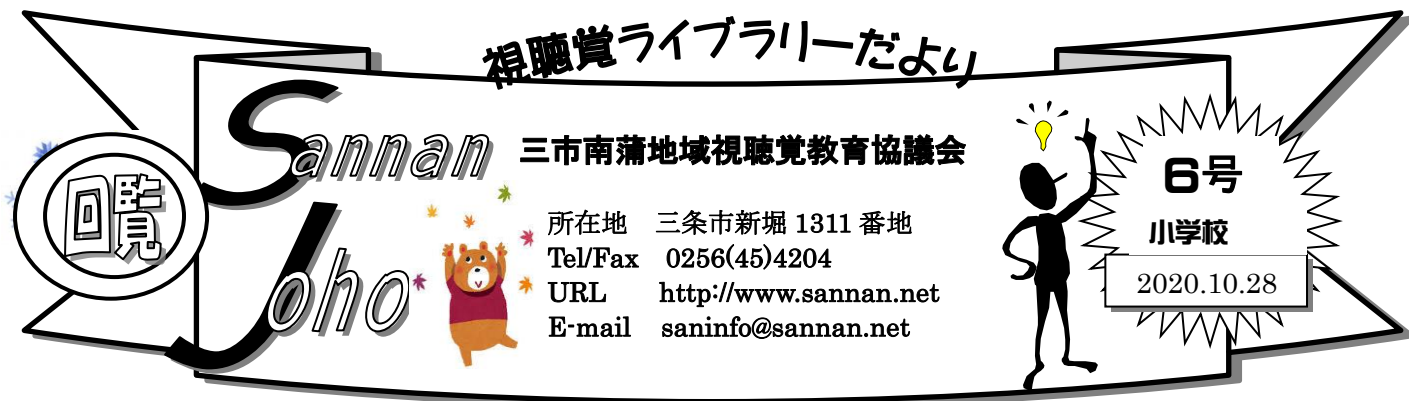 視聴覚ライブラリーだより
回覧
Sannan
Joho
三市南蒲地域視聴覚教育協議会
所在地 三条市新堀 1311 番地
Tel/Fax 0256(45)4204
URL http://www.sannan.net
E-mail saninfo@sannan.net
6号
小学校
2020.10.28